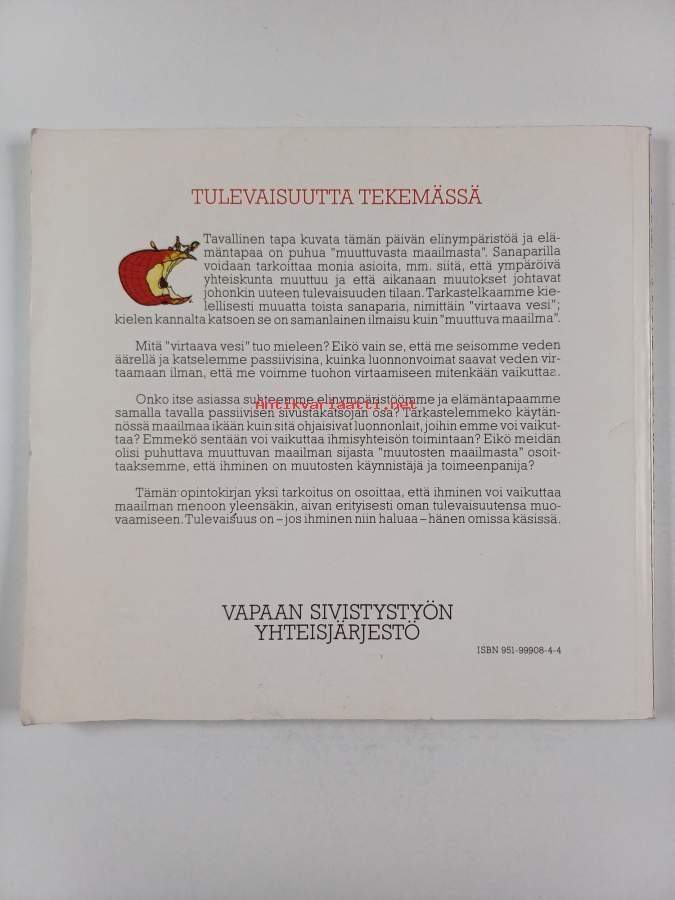 TULEVAISUUTTA TEKEMÄSSÄ
Tavallinen tapa kuvata tämän päivän elinympäristöä ja elä-
mäntapaa on puhua "muuttuvasta maailmasta". Sanaparilla
voidaan tarkoittaa monia asioita, mm. siitä, että ympäröivä
yhteiskunta muuttuu ja että aikanaan muutokset johtavat
johonkin uuteen tulevaisuuden tilaan. Tarkastelkaamme kie-
lellisesti muuatta toista sanaparia, nimittäin "virtaava vesi";
kielen kannalta katsoen se on samanlainen ilmaisu kuin "muuttuva maailma".
Mitä "virtaava vesi" tuo mieleen? Eikö vain se, että me seisomme veden
äärellä ja katselemme passiivisina, kuinka luonnonvoimat saavat veden vir-
taamaan ilman, että me voimme tuohon virtaamiseen mitenkään vaikuttaa.
Onko itse asiassa suhteemme elinympäristöömme ja elämäntapaamme
antikvariaatti.net
samalla tavalla passiivisen sivustakatsojan osa? Tarkastelemmeko käytän-
nössä maailmaa ikään kuin sitä ohjaisivat luonnonlait, joihin emme voi vaikut-
taa? Emmekö sentään voi vaikuttaa ihmisyhteisön toimintaan? Eikö meidän
olisi puhuttava muuttuvan maailman sijasta "muutosten maailmasta" osoit-
taaksemme, että ihminen on muutosten käynnistäjä ja toimeenpanija?
Tämän opintokirjan yksi tarkoitus on osoittaa, että ihminen voi vaikuttaa
maailman menoon yleensäkin, aivan erityisesti oman tulevaisuutensa muo-
vaamiseen. Tulevaisuus on – jos ihminen niin haluaa – hänen omissa käsissä.
VAPAAN SIVISTYSTYÖN
YHTEISJÄRJESTÖ
ISBN 951-99908-4-4